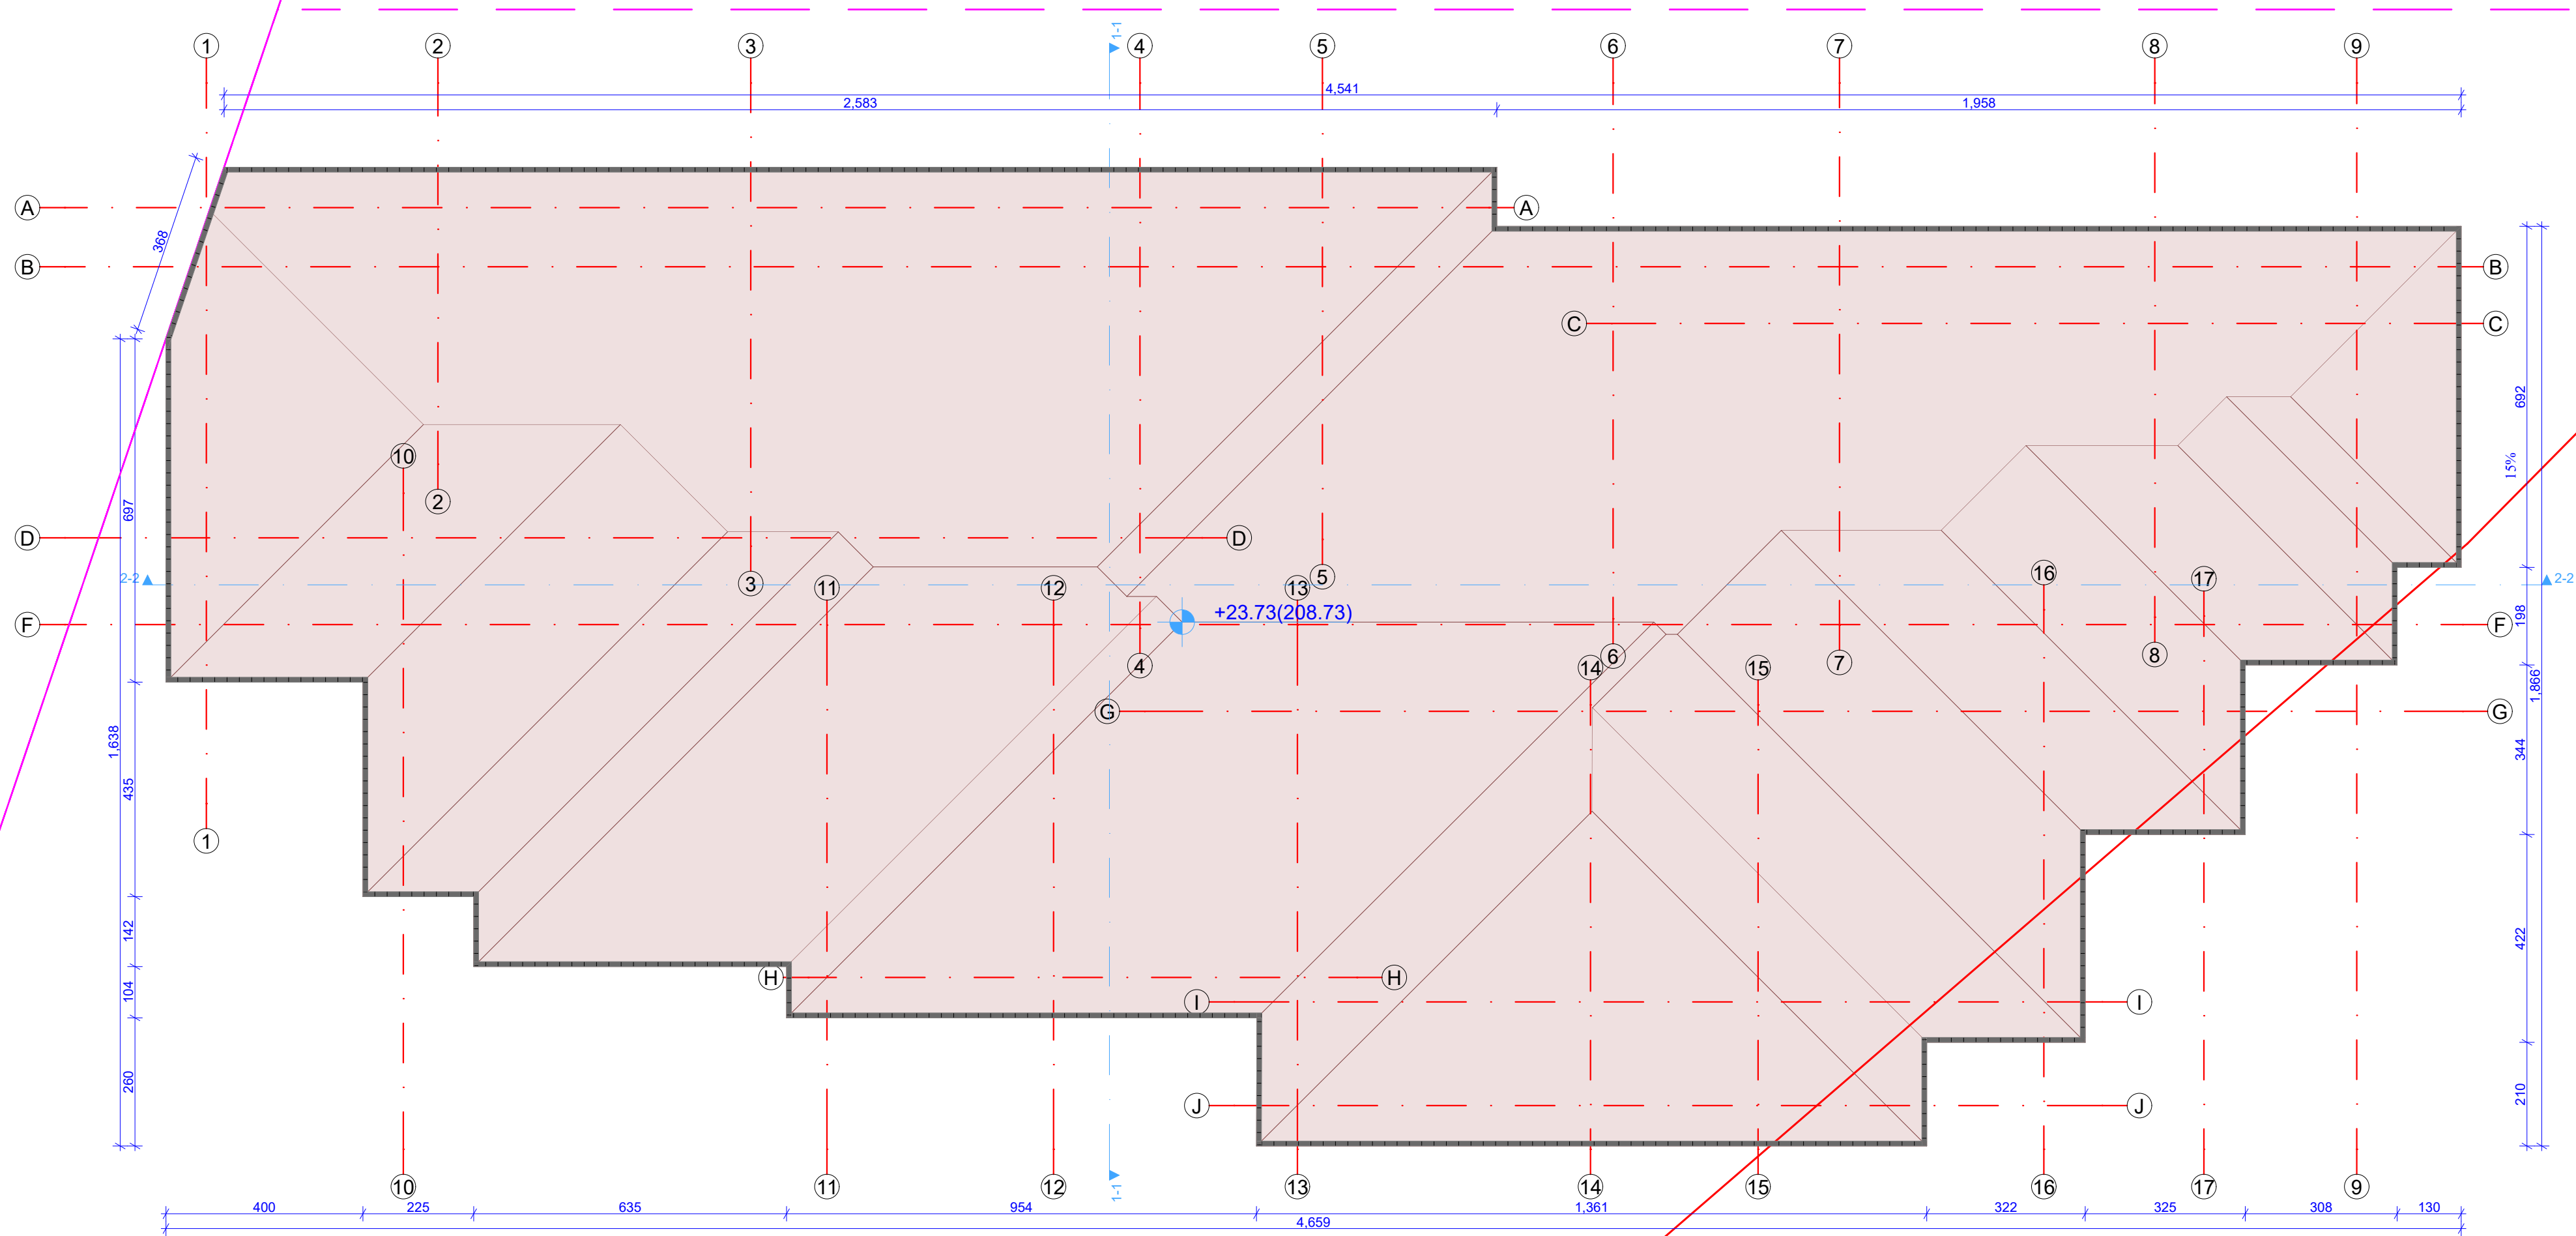 1-1
1 2 3 4 5 6 7 8 9
4,541
2,583 1,958
368
A A
B B
C C
692
15%
10
2
697
D D
3 11 12 13 5 16 17
2-2 2-2
+23.73(208.73)
198
F F
4 6 14 15 7 8
1,866
G G
1,638
344
435
1
142
422
H H
104
I I
260
210
J J
10 11 12 13 14 15 16 17 9
1-1
400 225 635 954 1,361 322 325 308 130
4,659